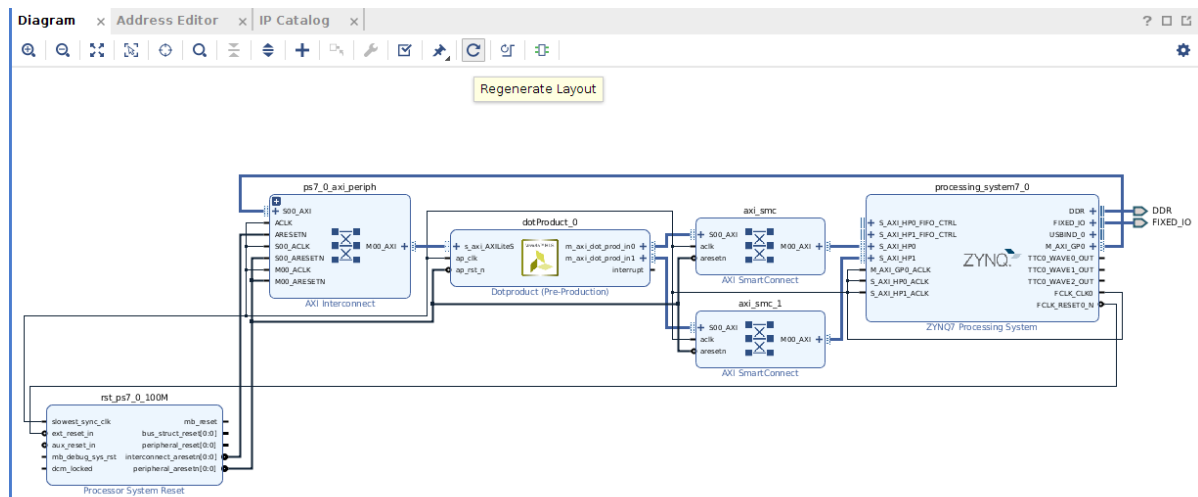 Diagram × Address Editor × IP Catalog ×
Regenerate Layout
ps7_0_axi_periph
S00_AXI
ACLK
ARESETN
S00_ACLK
S00_ARESETN
M00_ACLK
M00_ARESETN
M00_AXI
AXI Interconnect
dotProduct_0
s_axi_AXILiteS
ap_clk
ap_rst_n
m_axi_dot_prod_in0
m_axi_dot_prod_in1
interrupt
Dotproduct (Pre-Production)
axi_smc
S00_AXI
aclk
aresetn
M00_AXI
AXI SmartConnect
axi_smc_1
S00_AXI
aclk
aresetn
M00_AXI
AXI SmartConnect
processing_system7_0
S_AXI_HP0_FIFO_CTRL
S_AXI_HP1_FIFO_CTRL
S_AXI_HP0
S_AXI_HP1
M_AXI_GP0_ACLK
S_AXI_HP0_ACLK
S_AXI_HP1_ACLK
ZYNQ
DDR
FIXED_IO
USBIND_0
M_AXI_GP0
TTC0_WAVE0_OUT
TTC0_WAVE1_OUT
TTC0_WAVE2_OUT
FCLK_CLK0
FCLK_RESET0_N
ZYNQ7 Processing System
DDR
FIXED_IO
rst_ps7_0_100M
slowest_sync_clk
ext_reset_in
aux_reset_in
mb_debug_sys_rst
dcm_locked
mb_reset
bus_struct_reset[0:0]
peripheral_reset[0:0]
interconnect_aresetn[0:0]
peripheral_aresetn[0:0]
Processor System Reset